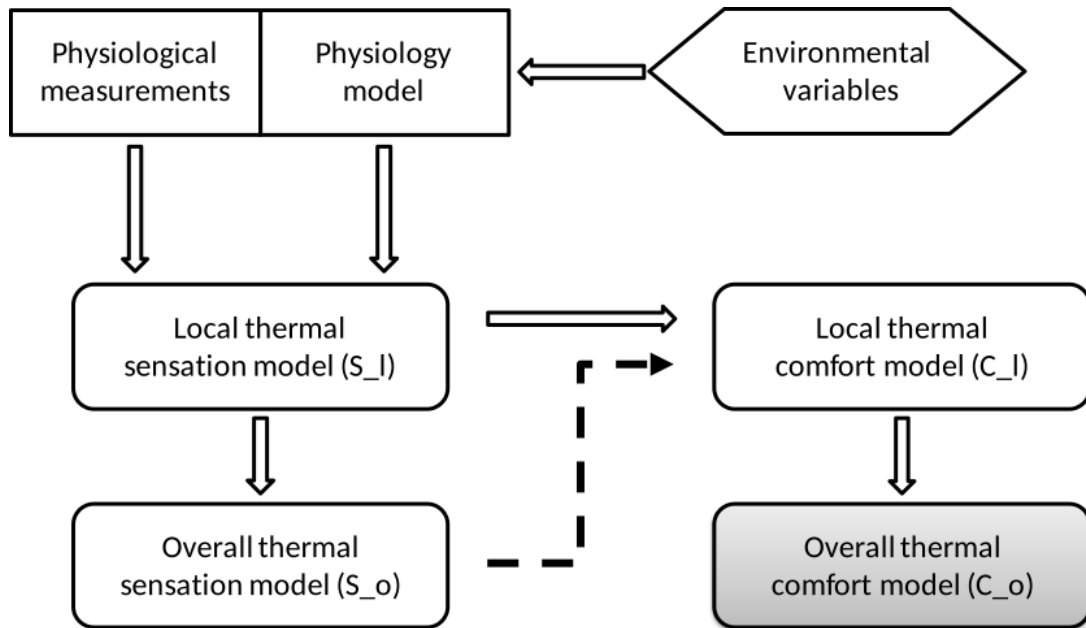 Physiological
measurements
Physiology
model
Environmental
variables
Local thermal
sensation model (S_l)
Local thermal
comfort model (C_l)
Overall thermal
sensation model (S_o)
Overall thermal
comfort model (C_o)